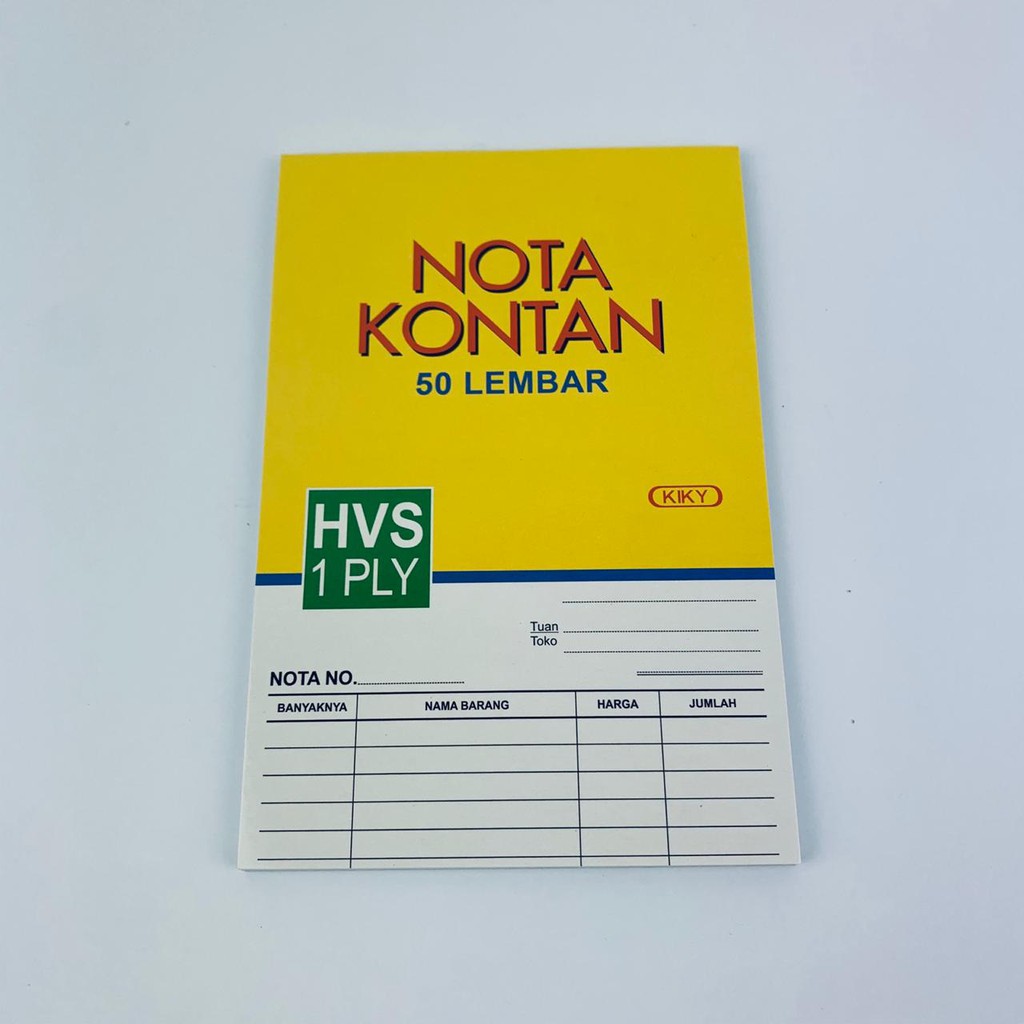 NOTA
KONTAN
50 LEMBAR
KIKY
HVS
1 PLY
Tuan
Toko
NOTA NO.
BANYAKNYA NAMA BARANG HARGA JUMLAH